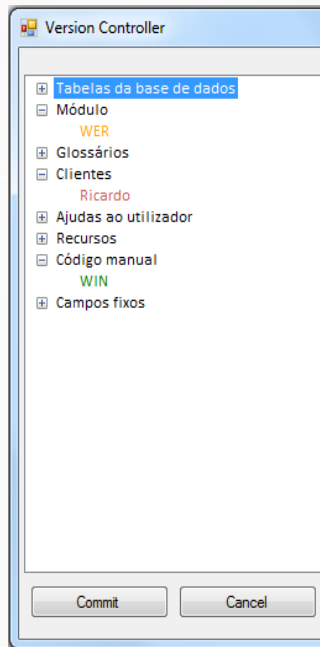 Version Controller
Tabelas da base de dados
Módulo
WER
Glossários
Clientes
Ricardo
Ajudas ao utilizador
Recursos
Código manual
WIN
Campos fixos
Commit Cancel